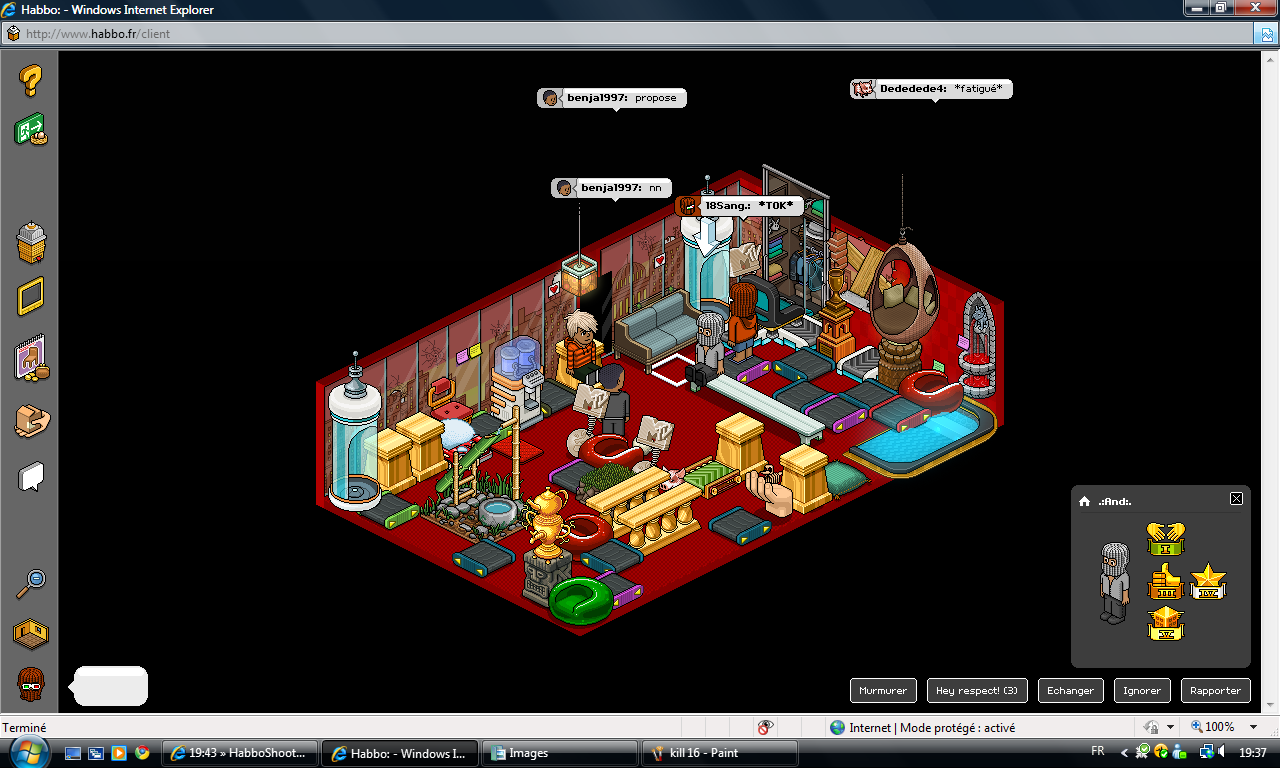 Habbo: - Windows Internet Explorer
http://www.habbo.fr/client
benja1997: propose
Dededede4: *fatigué*
benja1997: nn
18Sang.: *TOK*
.:And:.
I
III
IV
Murmurer
Hey respect! (3)
Echanger
Ignorer
Rapporter
Terminé
Internet | Mode protégé : activé
100%
19:43 » HabboShoot...
Habbo: - Windows I...
Images
kill 16 - Paint
FR
19:37